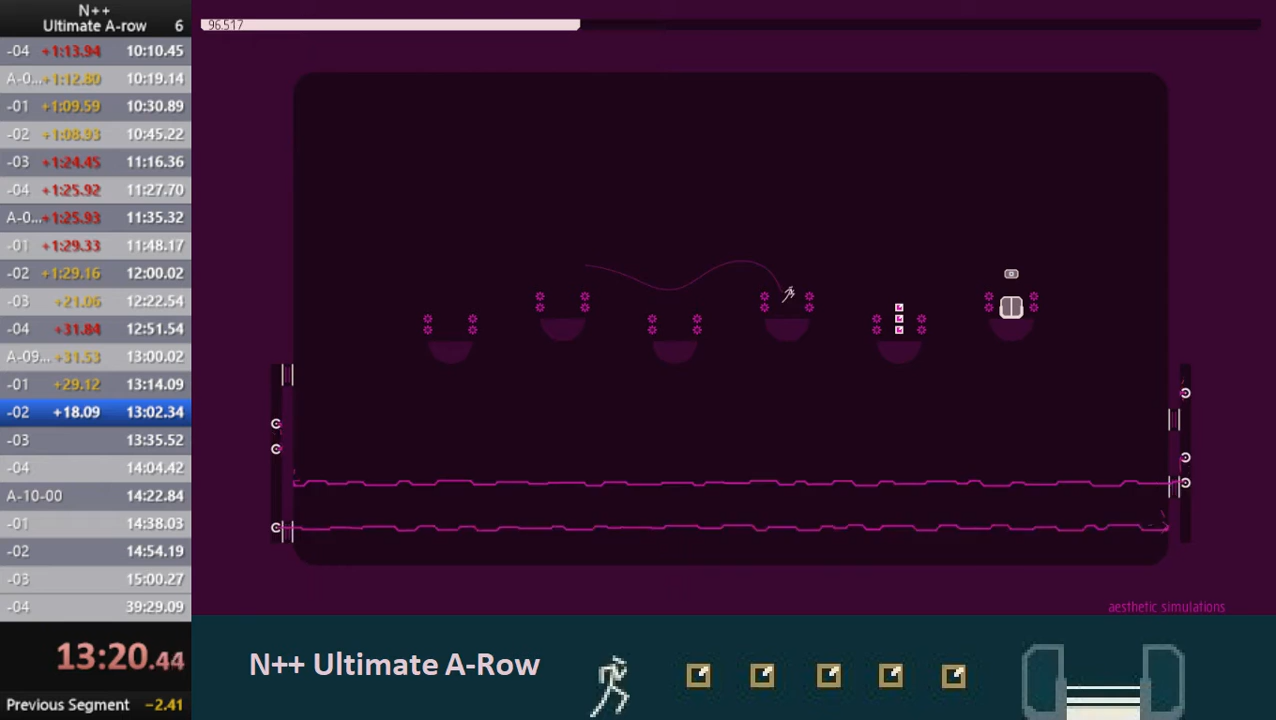 N++
Ultimate A-row 6
-04 +1:13.94 10:10.45
A-0... +1:12.80 10:19.14
-01 +1:09.59 10:30.89
-02 +1:08.93 10:45.22
-03 +1:24.45 11:16.36
-04 +1:25.92 11:27.70
A-0... +1:25.93 11:35.32
-01 +1:29.33 11:48.17
-02 +1:29.16 12:00.02
-03 +21.06 12:22.54
-04 +31.84 12:51.54
A-09... +31.53 13:00.02
-01 +29.12 13:14.09
-02 +18.09 13:02.34
-03 13:35.52
-04 14:04.42
A-10-00 14:22.84
-01 14:38.03
-02 14:54.19
-03 15:00.27
-04 39:29.09
13:20.44
Previous Segment -2.41
96.517
aesthetic simulations
N++ Ultimate A-Row